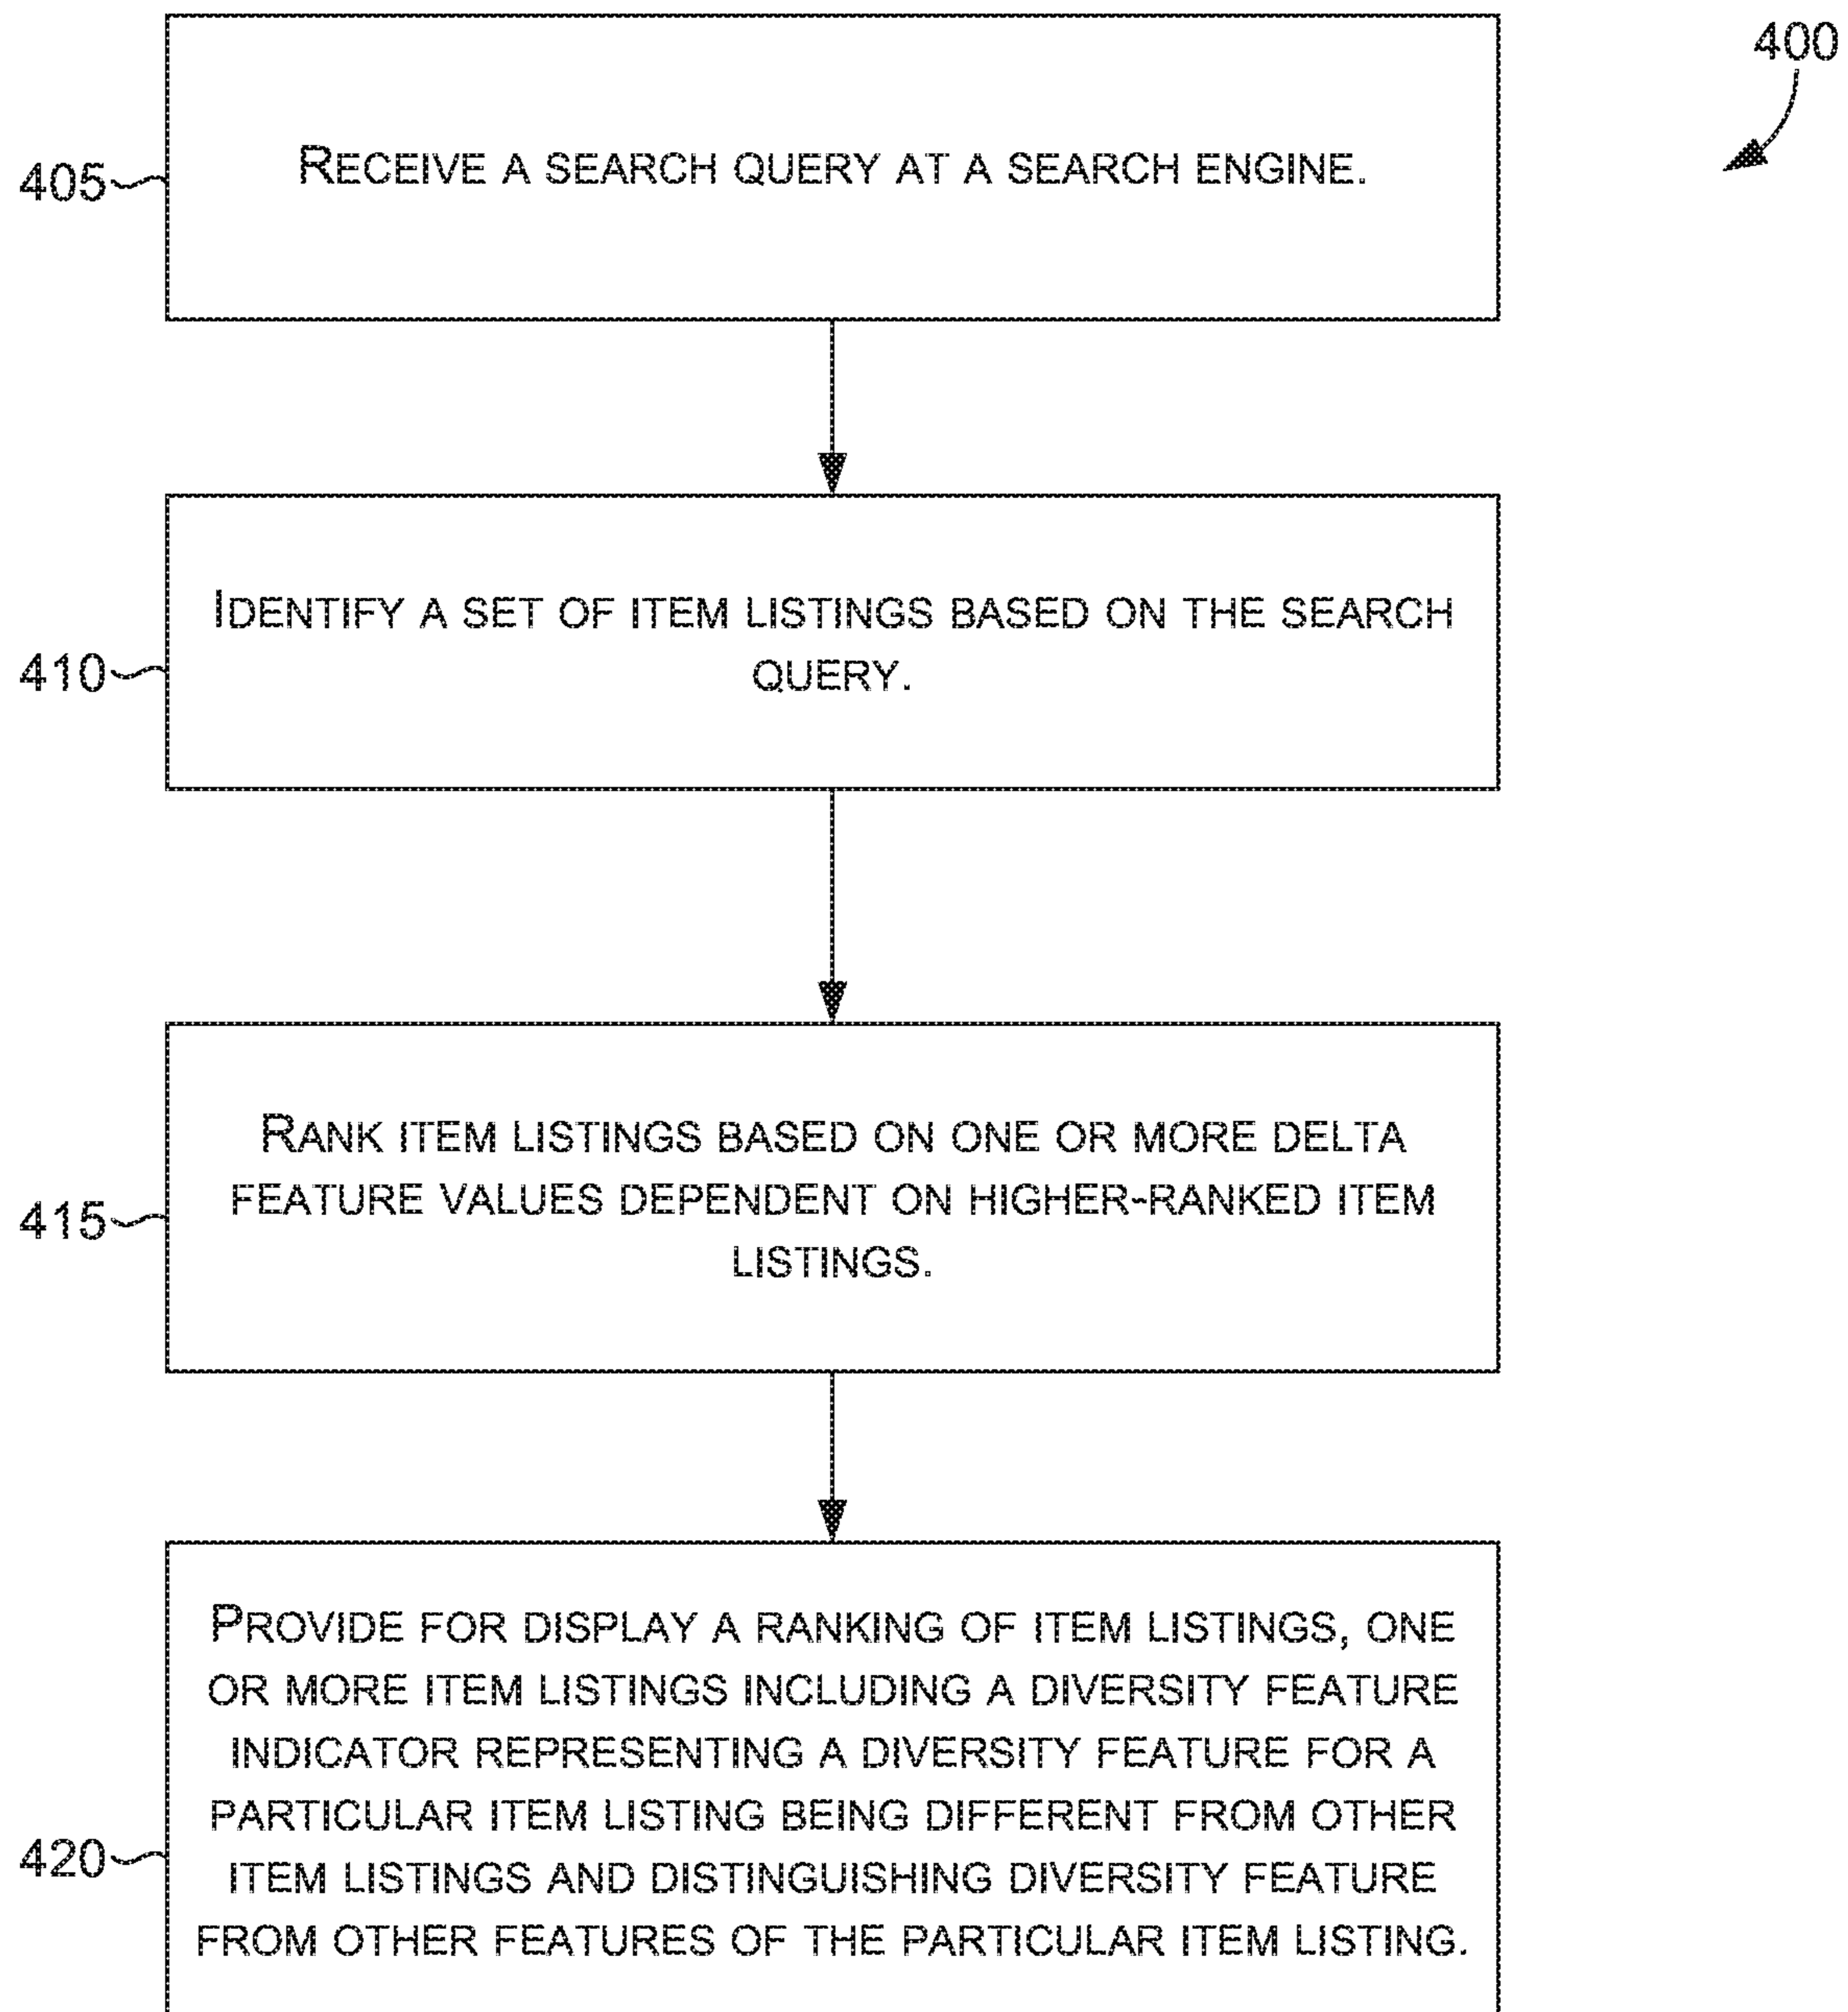 400
405
RECEIVE A SEARCH QUERY AT A SEARCH ENGINE.
IDENTIFY A SET OF ITEM LISTINGS BASED ON THE SEARCH
QUERY.
410
RANK ITEM LISTINGS BASED ON ONE OR MORE DELTA
FEATURE VALUES DEPENDENT ON HIGHER-RANKED ITEM
LISTINGS.
415
PROVIDE FOR DISPLAY A RANKING OF ITEM LISTINGS, ONE
OR MORE ITEM LISTINGS INCLUDING A DIVERSITY FEATURE
INDICATOR REPRESENTING A DIVERSITY FEATURE FOR A
PARTICULAR ITEM LISTING BEING DIFFERENT FROM OTHER
ITEM LISTINGS AND DISTINGUISHING DIVERSITY FEATURE
FROM OTHER FEATURES OF THE PARTICULAR ITEM LISTING.
420